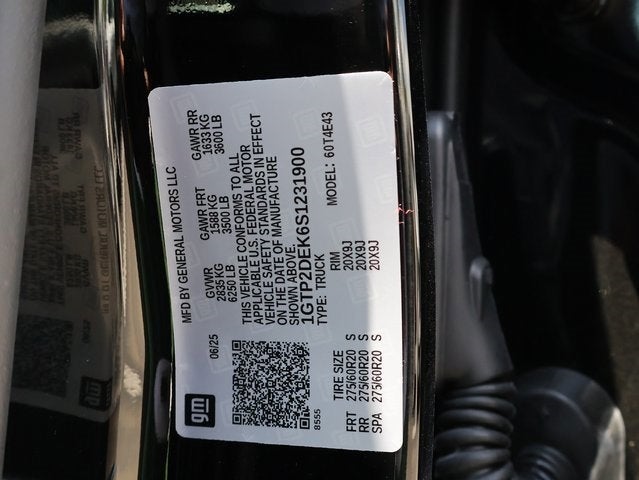 MFD BY GENERAL MOTORS LLC
06/25
GVWR GAWR FRT GAWR RR
2835 KG 1588 KG 1633 KG
6250 LB 3500 LB 3600 LB
THIS VEHICLE CONFORMS TO ALL
APPLICABLE U.S. FEDERAL MOTOR
VEHICLE SAFETY STANDARDS IN EFFECT
ON THE DATE OF MANUFACTURE
SHOWN ABOVE.
1GTP2DEK6S1231900
TYPE: TRUCK MODEL: 60T4E43
gm
8555
TIRE SIZE RIM
FRT 275/60R20 S 20X9J
RR 275/60R20 S 20X9J
SPA 275/60R20 S 20X9J